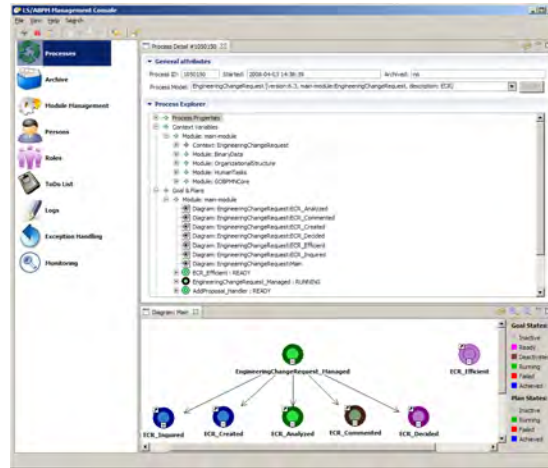 LS/ABPM Management Console
File View Help Search
Processes
Archive
Module Management
Persons
Roles
ToDo List
Logs
Exception Handling
Monitoring
Process Detail #1050150
General attributes
Process ID: 1050150 Started: 2008-04-03 14:38:38 Archived: no
Process Model: EngineeringChangeRequest [version:6.3, main-module:EngineeringChangeRequest, description: ECR]
Process Explorer
Process Properties
Context Variables
Module: main-module
Context: EngineeringChangeRequest
Module: BinaryData
Module: OrganizationalStructure
Module: HumanTasks
Module: GOBPMNCore
Goal & Plans
Module: main-module
Diagram: EngineeringChangeRequest:ECR_Analyzed
Diagram: EngineeringChangeRequest:ECR_Commented
Diagram: EngineeringChangeRequest:ECR_Created
Diagram: EngineeringChangeRequest:ECR_Decided
Diagram: EngineeringChangeRequest:ECR_Efficient
Diagram: EngineeringChangeRequest:ECR_Inquired
Diagram: EngineeringChangeRequest:Main
ECR_Efficient : READY
EngineeringChangeRequest_Managed : RUNNING
AddProposal_Handler : READY
Diagram: Main
EngineeringChangeRequest_Managed
ECR_Efficient
ECR_Inquired
ECR_Created
ECR_Analyzed
ECR_Commented
ECR_Decided
Goal States:
Inactive
Ready
Deactivated
Running
Failed
Achieved
Plan States:
Inactive
Running
Failed
Achieved